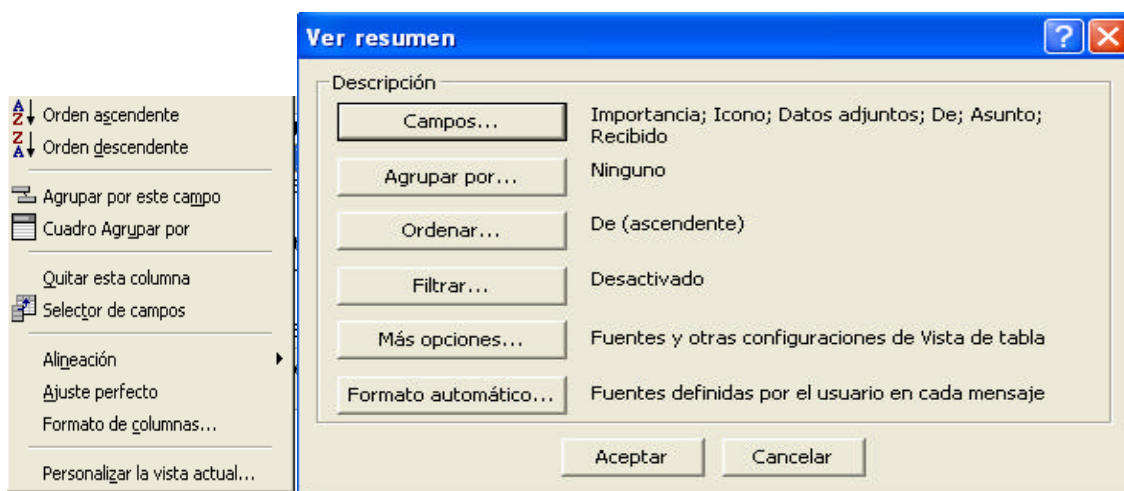 Orden ascendente
Orden descendente
Agrupar por este campo
Cuadro Agrupar por
Quitar esta columna
Selector de campos
Alineación
Ajuste perfecto
Formato de columnas...
Personalizar la vista actual...
Ver resumen
Descripción
Campos...
Importancia; Icono; Datos adjuntos; De; Asunto;
Recibido
Agrupar por...
Ninguno
Ordenar...
De (ascendente)
Filtrar...
Desactivado
Más opciones...
Fuentes y otras configuraciones de Vista de tabla
Formato automático...
Fuentes definidas por el usuario en cada mensaje
Aceptar
Cancelar